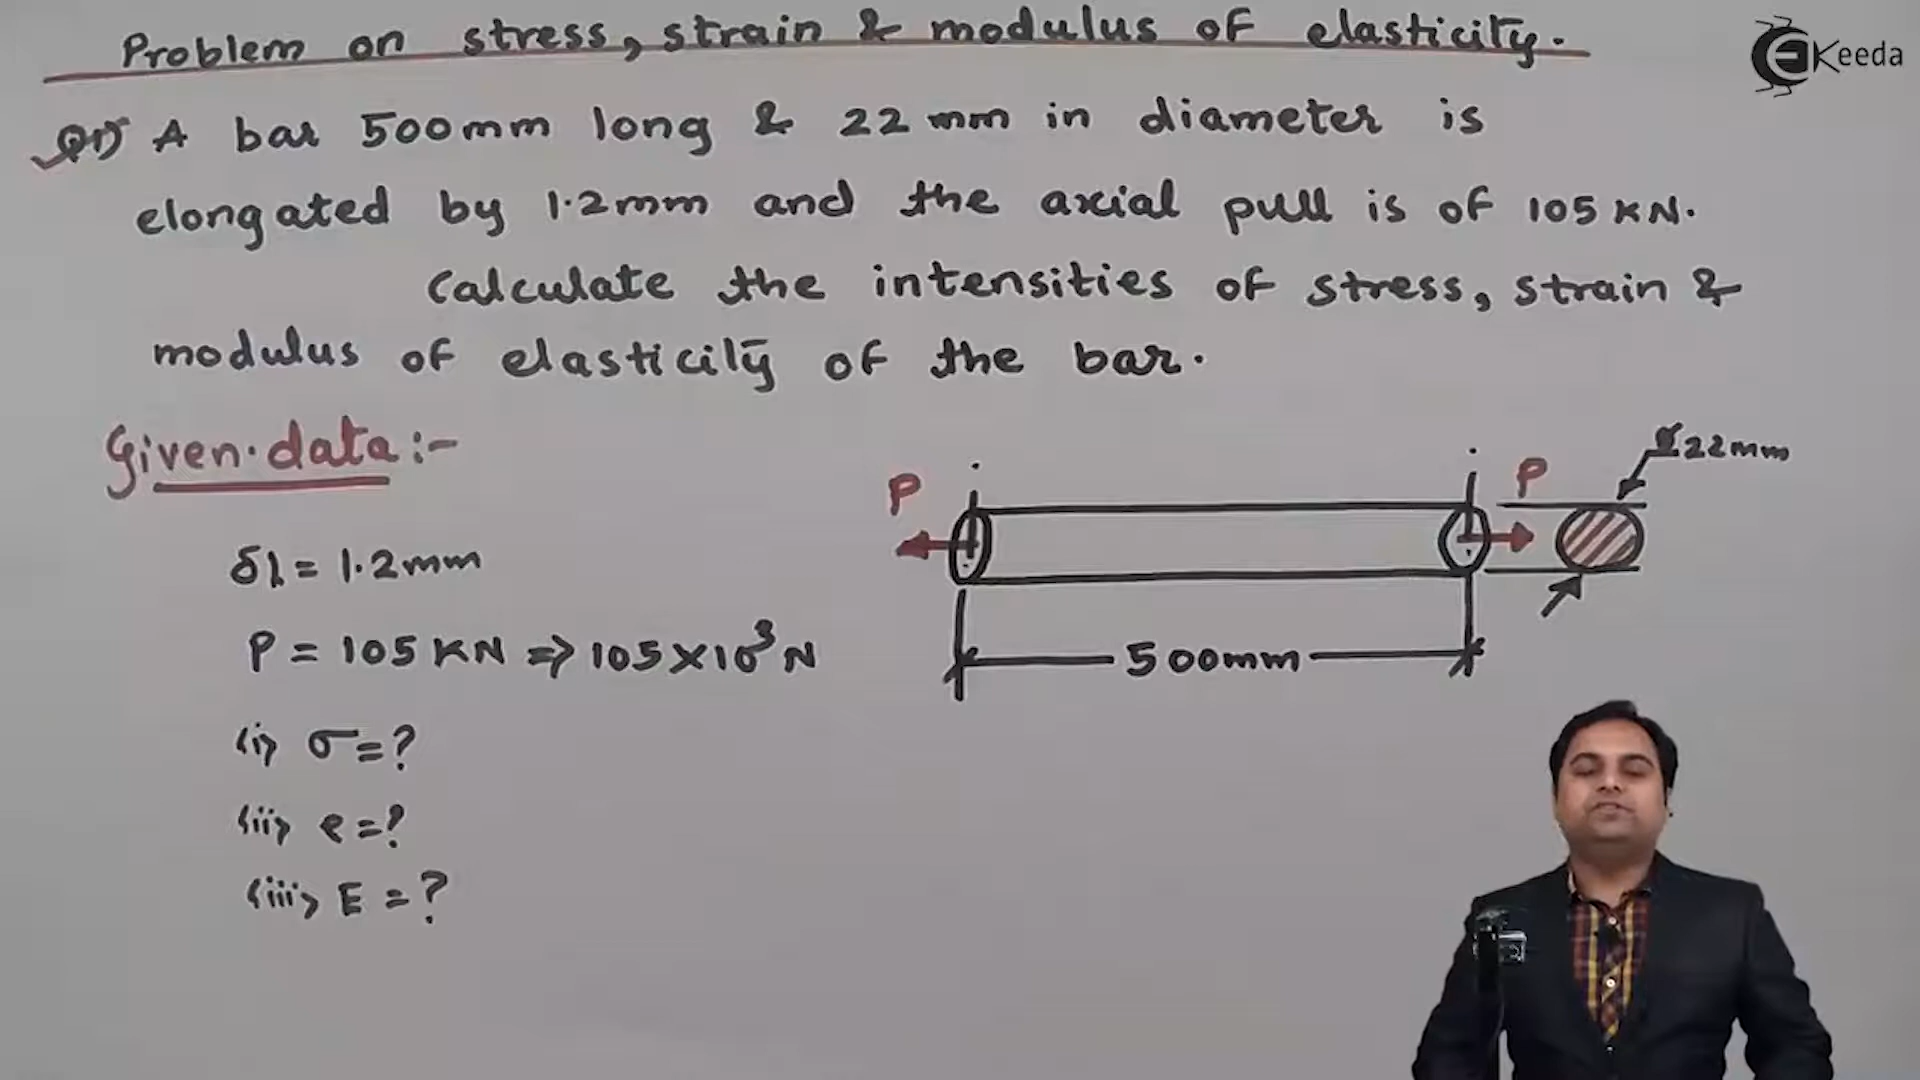 Problem on stress, strain & modulus of elasticity.
EKeeda
Q1) A bar 500mm long & 22 mm in diameter is
elongated by 1.2mm and the axial pull is of 105 KN.
Calculate the intensities of stress, strain &
modulus of elasticity of the bar.
Given data :-
δl = 1.2mm
P = 105 KN => 105×10³ N
(i) σ = ?
(ii) e = ?
(iii) E = ?
P
P
ø22mm
500mm